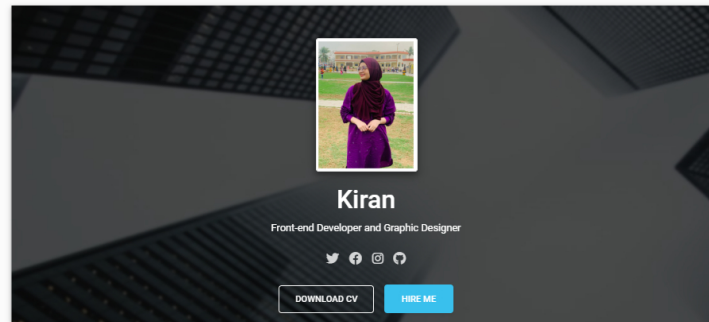 Kiran
Front-end Developer and Graphic Designer
DOWNLOAD CV
HIRE ME